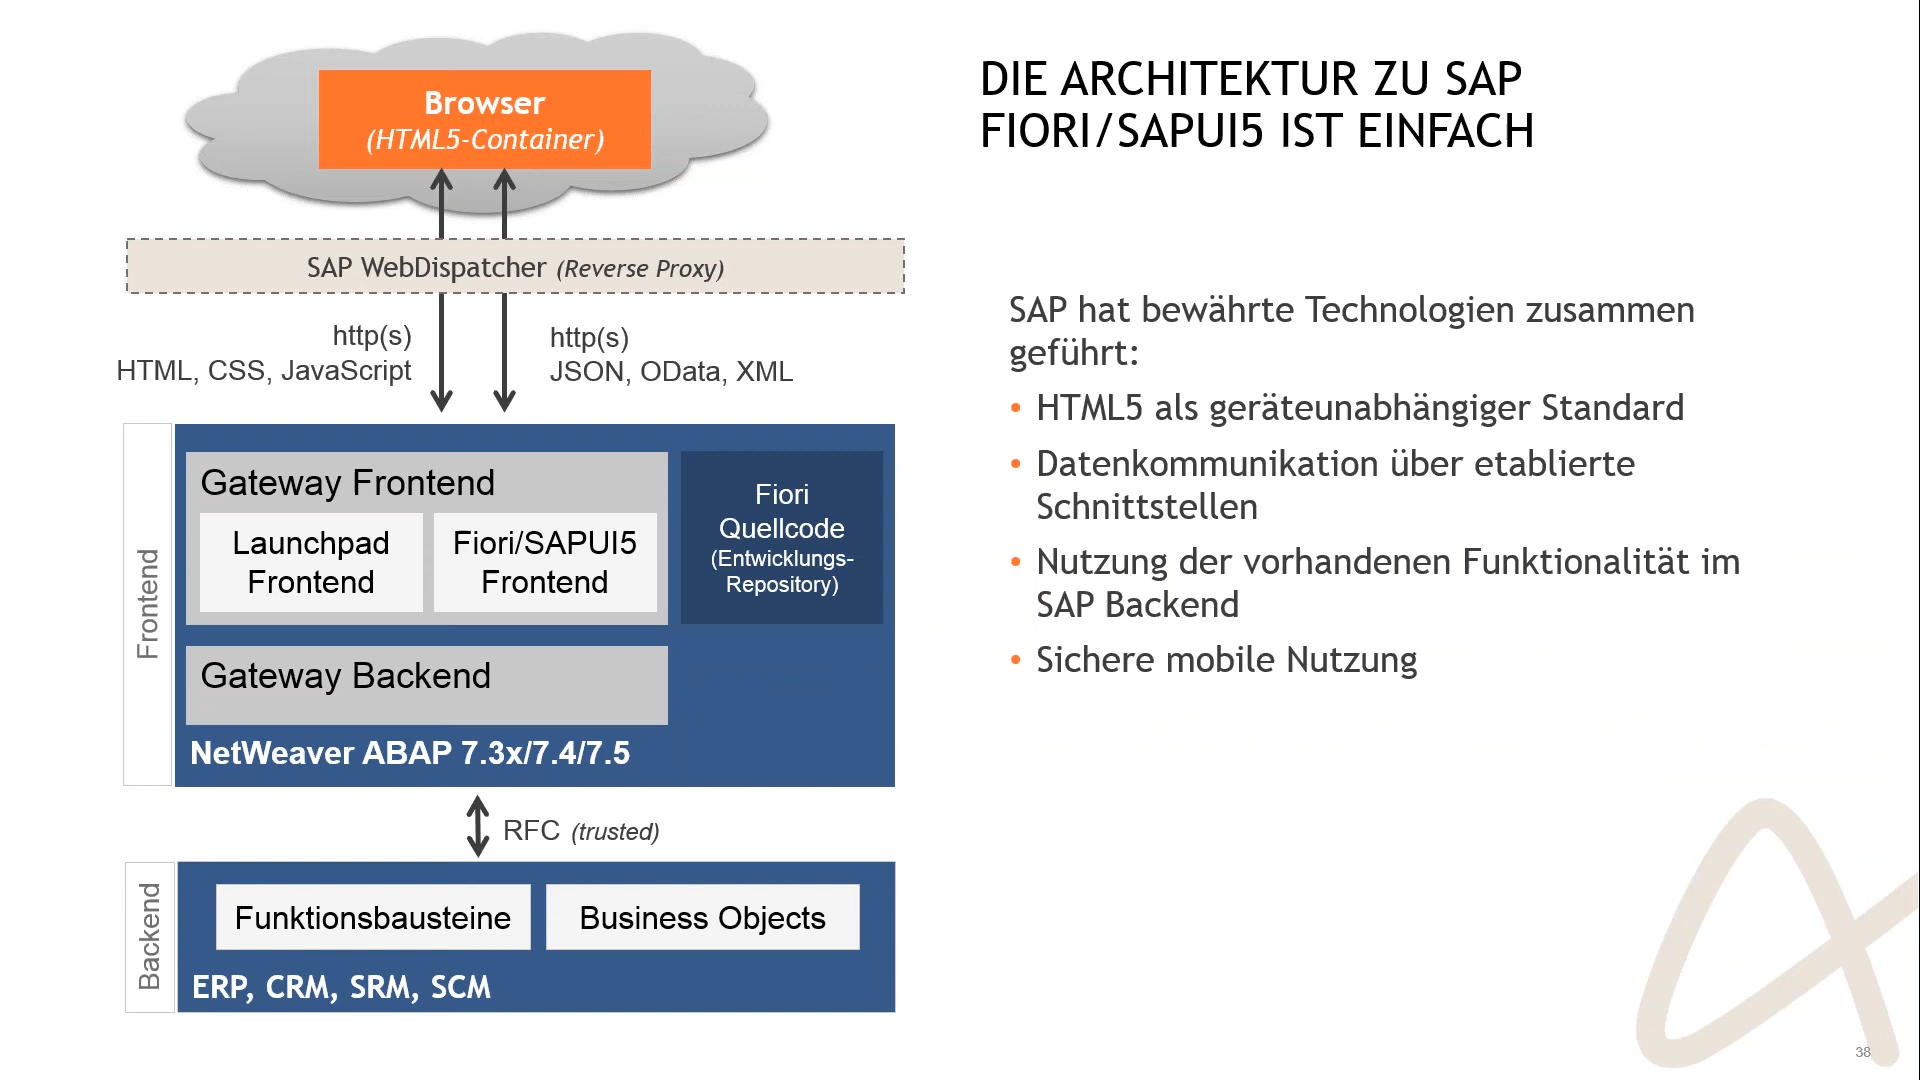 Browser
(HTML5-Container)
SAP WebDispatcher (Reverse Proxy)
http(s)
HTML, CSS, JavaScript
http(s)
JSON, OData, XML
Frontend
Gateway Frontend
Launchpad
Frontend
Fiori/SAPUI5
Frontend
Fiori
Quellcode
(Entwicklungs-
Repository)
Gateway Backend
NetWeaver ABAP 7.3x/7.4/7.5
RFC (trusted)
Backend
Funktionsbausteine
Business Objects
ERP, CRM, SRM, SCM
DIE ARCHITEKTUR ZU SAP
FIORI/SAPUI5 IST EINFACH
SAP hat bewährte Technologien zusammen
geführt:
• HTML5 als geräteunabhängiger Standard
• Datenkommunikation über etablierte
Schnittstellen
• Nutzung der vorhandenen Funktionalität im
SAP Backend
• Sichere mobile Nutzung
38